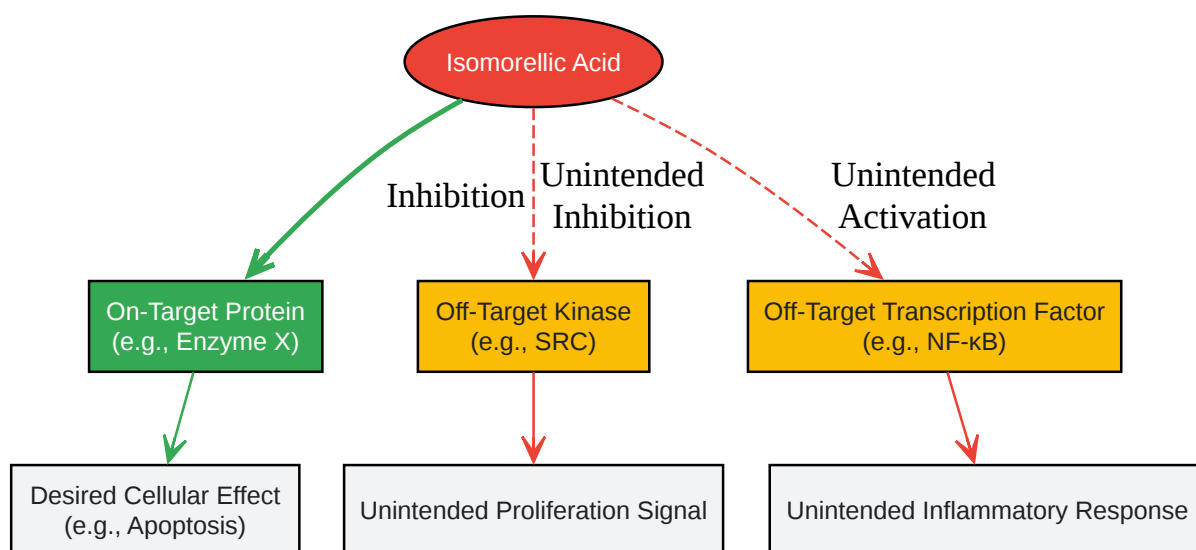 Isomorellic Acid
Inhibition
Unintended
Inhibition
Unintended
Activation
On-Target Protein
(e.g., Enzyme X)
Off-Target Kinase
(e.g., SRC)
Off-Target Transcription Factor
(e.g., NF-κB)
Desired Cellular Effect
(e.g., Apoptosis)
Unintended Proliferation Signal
Unintended Inflammatory Response